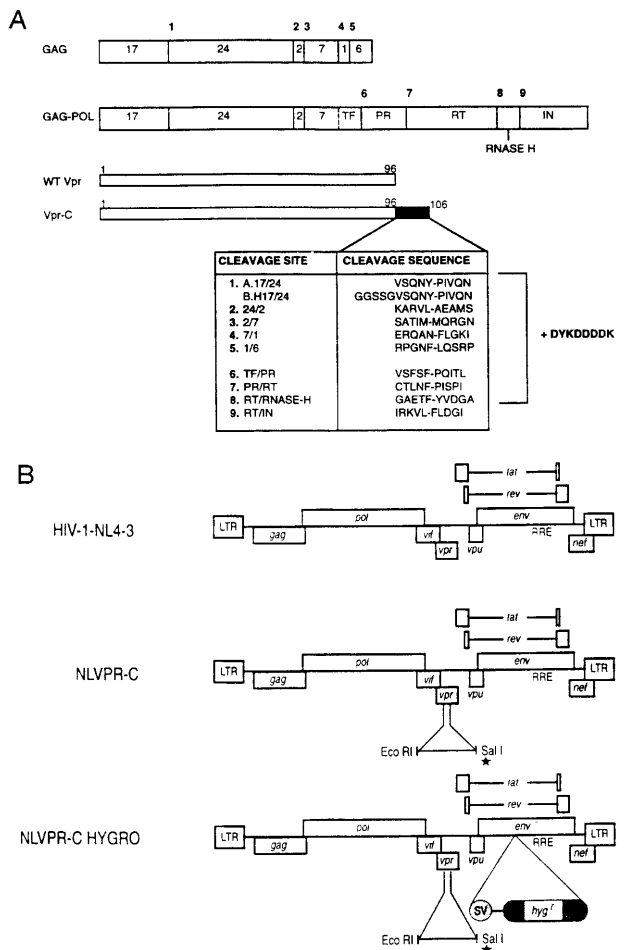 A
1 2 3 4 5
GAG 17 24 2 7 1 6
6 7 8 9
GAG-POL 17 24 2 7 TF PR RT IN
RNASE H
1 96
WT Vpr
1 96 106
Vpr-C
CLEAVAGE SITE CLEAVAGE SEQUENCE
1. A.17/24 VSQNY-PIVQN
B.H17/24 GGSSGVSQNY-PIVQN
2. 24/2 KARVL-AEAMS
3. 2/7 SATIM-MQRGN
4. 7/1 ERQAN-FLGKI
5. 1/6 RPGNF-LQSRP
+ DYKDDDDK
6. TF/PR VSFSF-PQITL
7. PR/RT CTLNF-PISPI
8. RT/RNASE-H GAETF-YVDGA
9. RT/IN IRKVL-FLDGI
B
tat
rev
HIV-1-NL4-3 LTR pol env LTR
gag vif vpu RRE nef
vpr
tat
rev
NLVPR-C LTR pol env LTR
gag vif vpu RRE nef
vpr
Eco RI Sal I
★
tat
rev
NLVPR-C HYGRO LTR pol env LTR
gag vif vpu RRE nef
vpr
SV hyg r
Eco RI Sal I
★